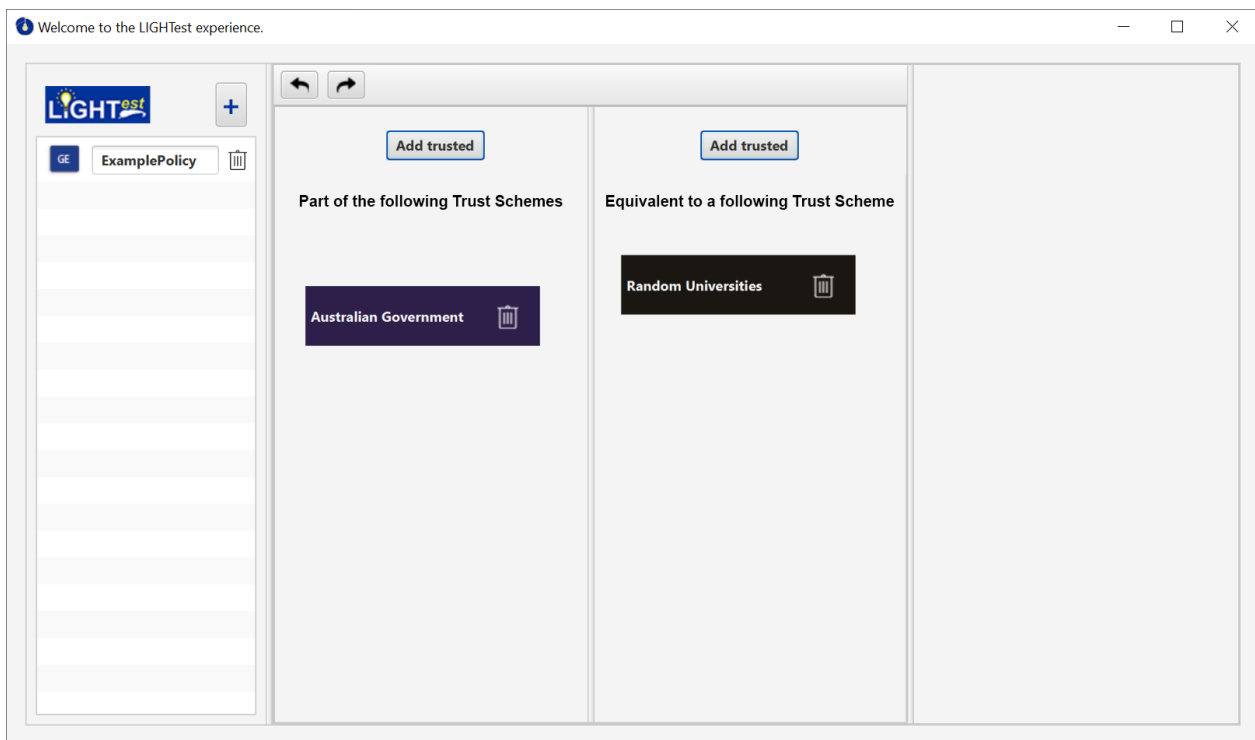 Welcome to the LIGHTest experience.
LIGHTest
+
GE
ExamplePolicy
Add trusted
Part of the following Trust Schemes
Australian Government
Add trusted
Equivalent to a following Trust Scheme
Random Universities